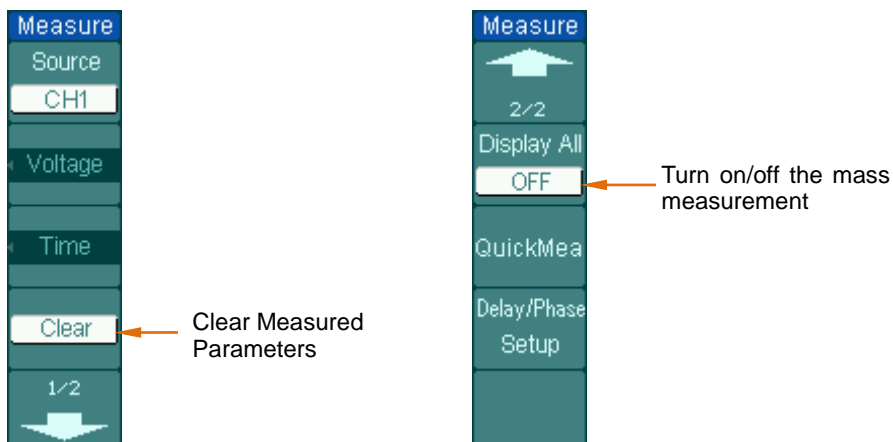 Measure
Source
CH1
Voltage
Time
Clear
1/2
Clear Measured
Parameters
Measure
2/2
Display All
OFF
QuickMea
Delay/Phase
Setup
Turn on/off the mass
measurement